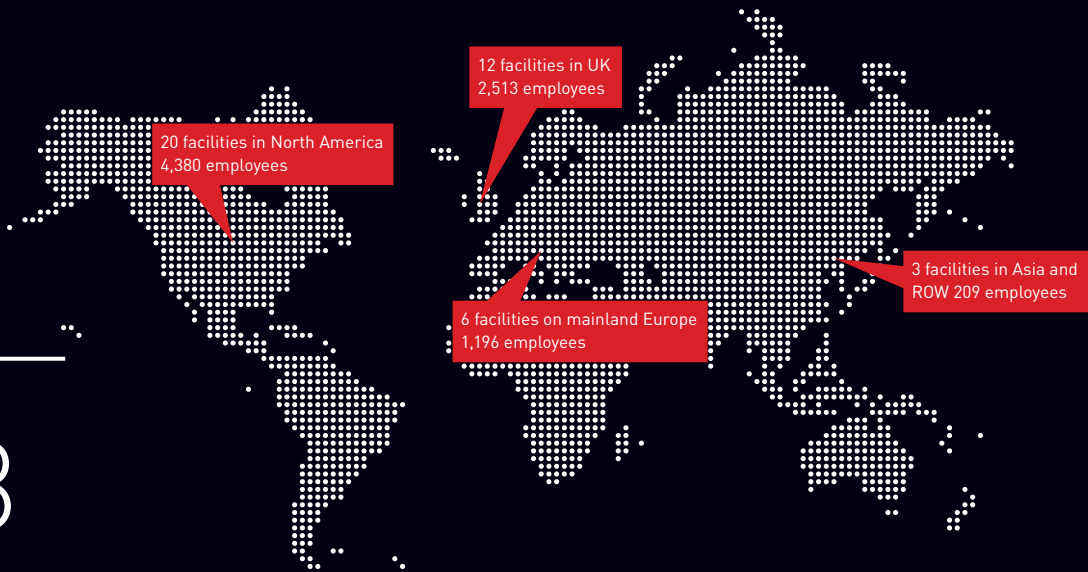 12 facilities in UK
2,513 employees
20 facilities in North America
4,380 employees
3 facilities in Asia and
ROW 209 employees
6 facilities on mainland Europe
1,196 employees